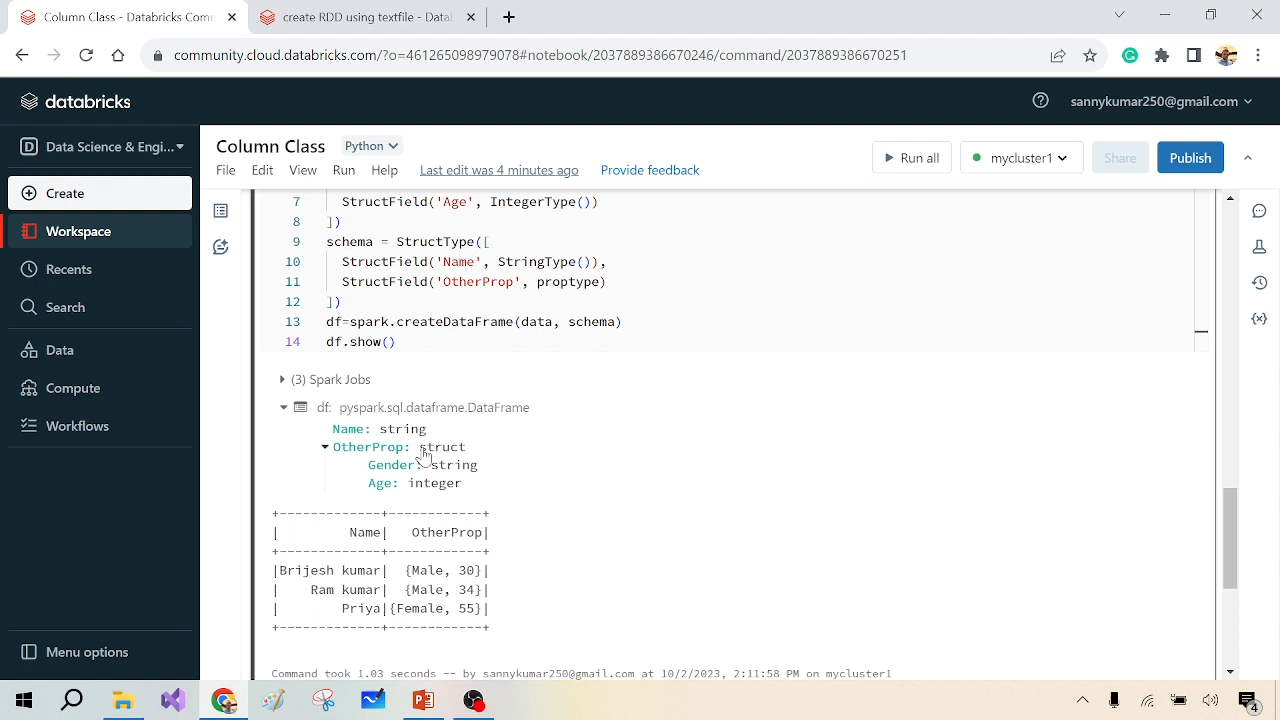 Column Class - Databricks Comm
create RDD using textfile - Datab
community.cloud.databricks.com/?o=461265098979078#notebook/2037889386670246/command/2037889386670251
databricks
sannykumar250@gmail.com
D Data Science & Engi...
Column Class Python
File Edit View Run Help Last edit was 4 minutes ago Provide feedback
Run all mycluster1 Share Publish
Create
Workspace
Recents
Search
Data
Compute
Workflows
Menu options
7 StructField('Age', IntegerType())
8 ])
9 schema = StructType([
10 StructField('Name', StringType()),
11 StructField('OtherProp', proptype)
12 ])
13 df=spark.createDataFrame(data, schema)
14 df.show()
(3) Spark Jobs
df: pyspark.sql.dataframe.DataFrame
Name: string
OtherProp: struct
Gender: string
Age: integer
+-------------+------------+
| Name| OtherProp|
+-------------+------------+
|Brijesh kumar| {Male, 30}|
| Ram kumar| {Male, 34}|
| Priya|{Female, 55}|
+-------------+------------+
Command took 1.03 seconds -- by sannykumar250@gmail.com at 10/2/2023, 2:11:58 PM on mycluster1
4